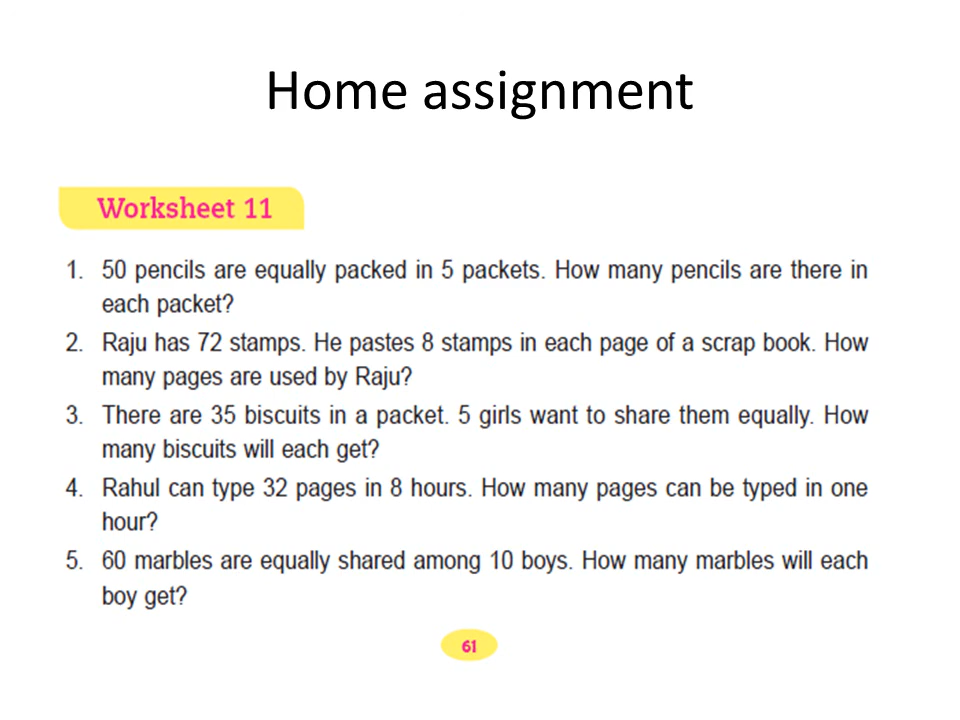 Home assignment
Worksheet 11
1. 50 pencils are equally packed in 5 packets. How many pencils are there in
each packet?
2. Raju has 72 stamps. He pastes 8 stamps in each page of a scrap book. How
many pages are used by Raju?
3. There are 35 biscuits in a packet. 5 girls want to share them equally. How
many biscuits will each get?
4. Rahul can type 32 pages in 8 hours. How many pages can be typed in one
hour?
5. 60 marbles are equally shared among 10 boys. How many marbles will each
boy get?
61